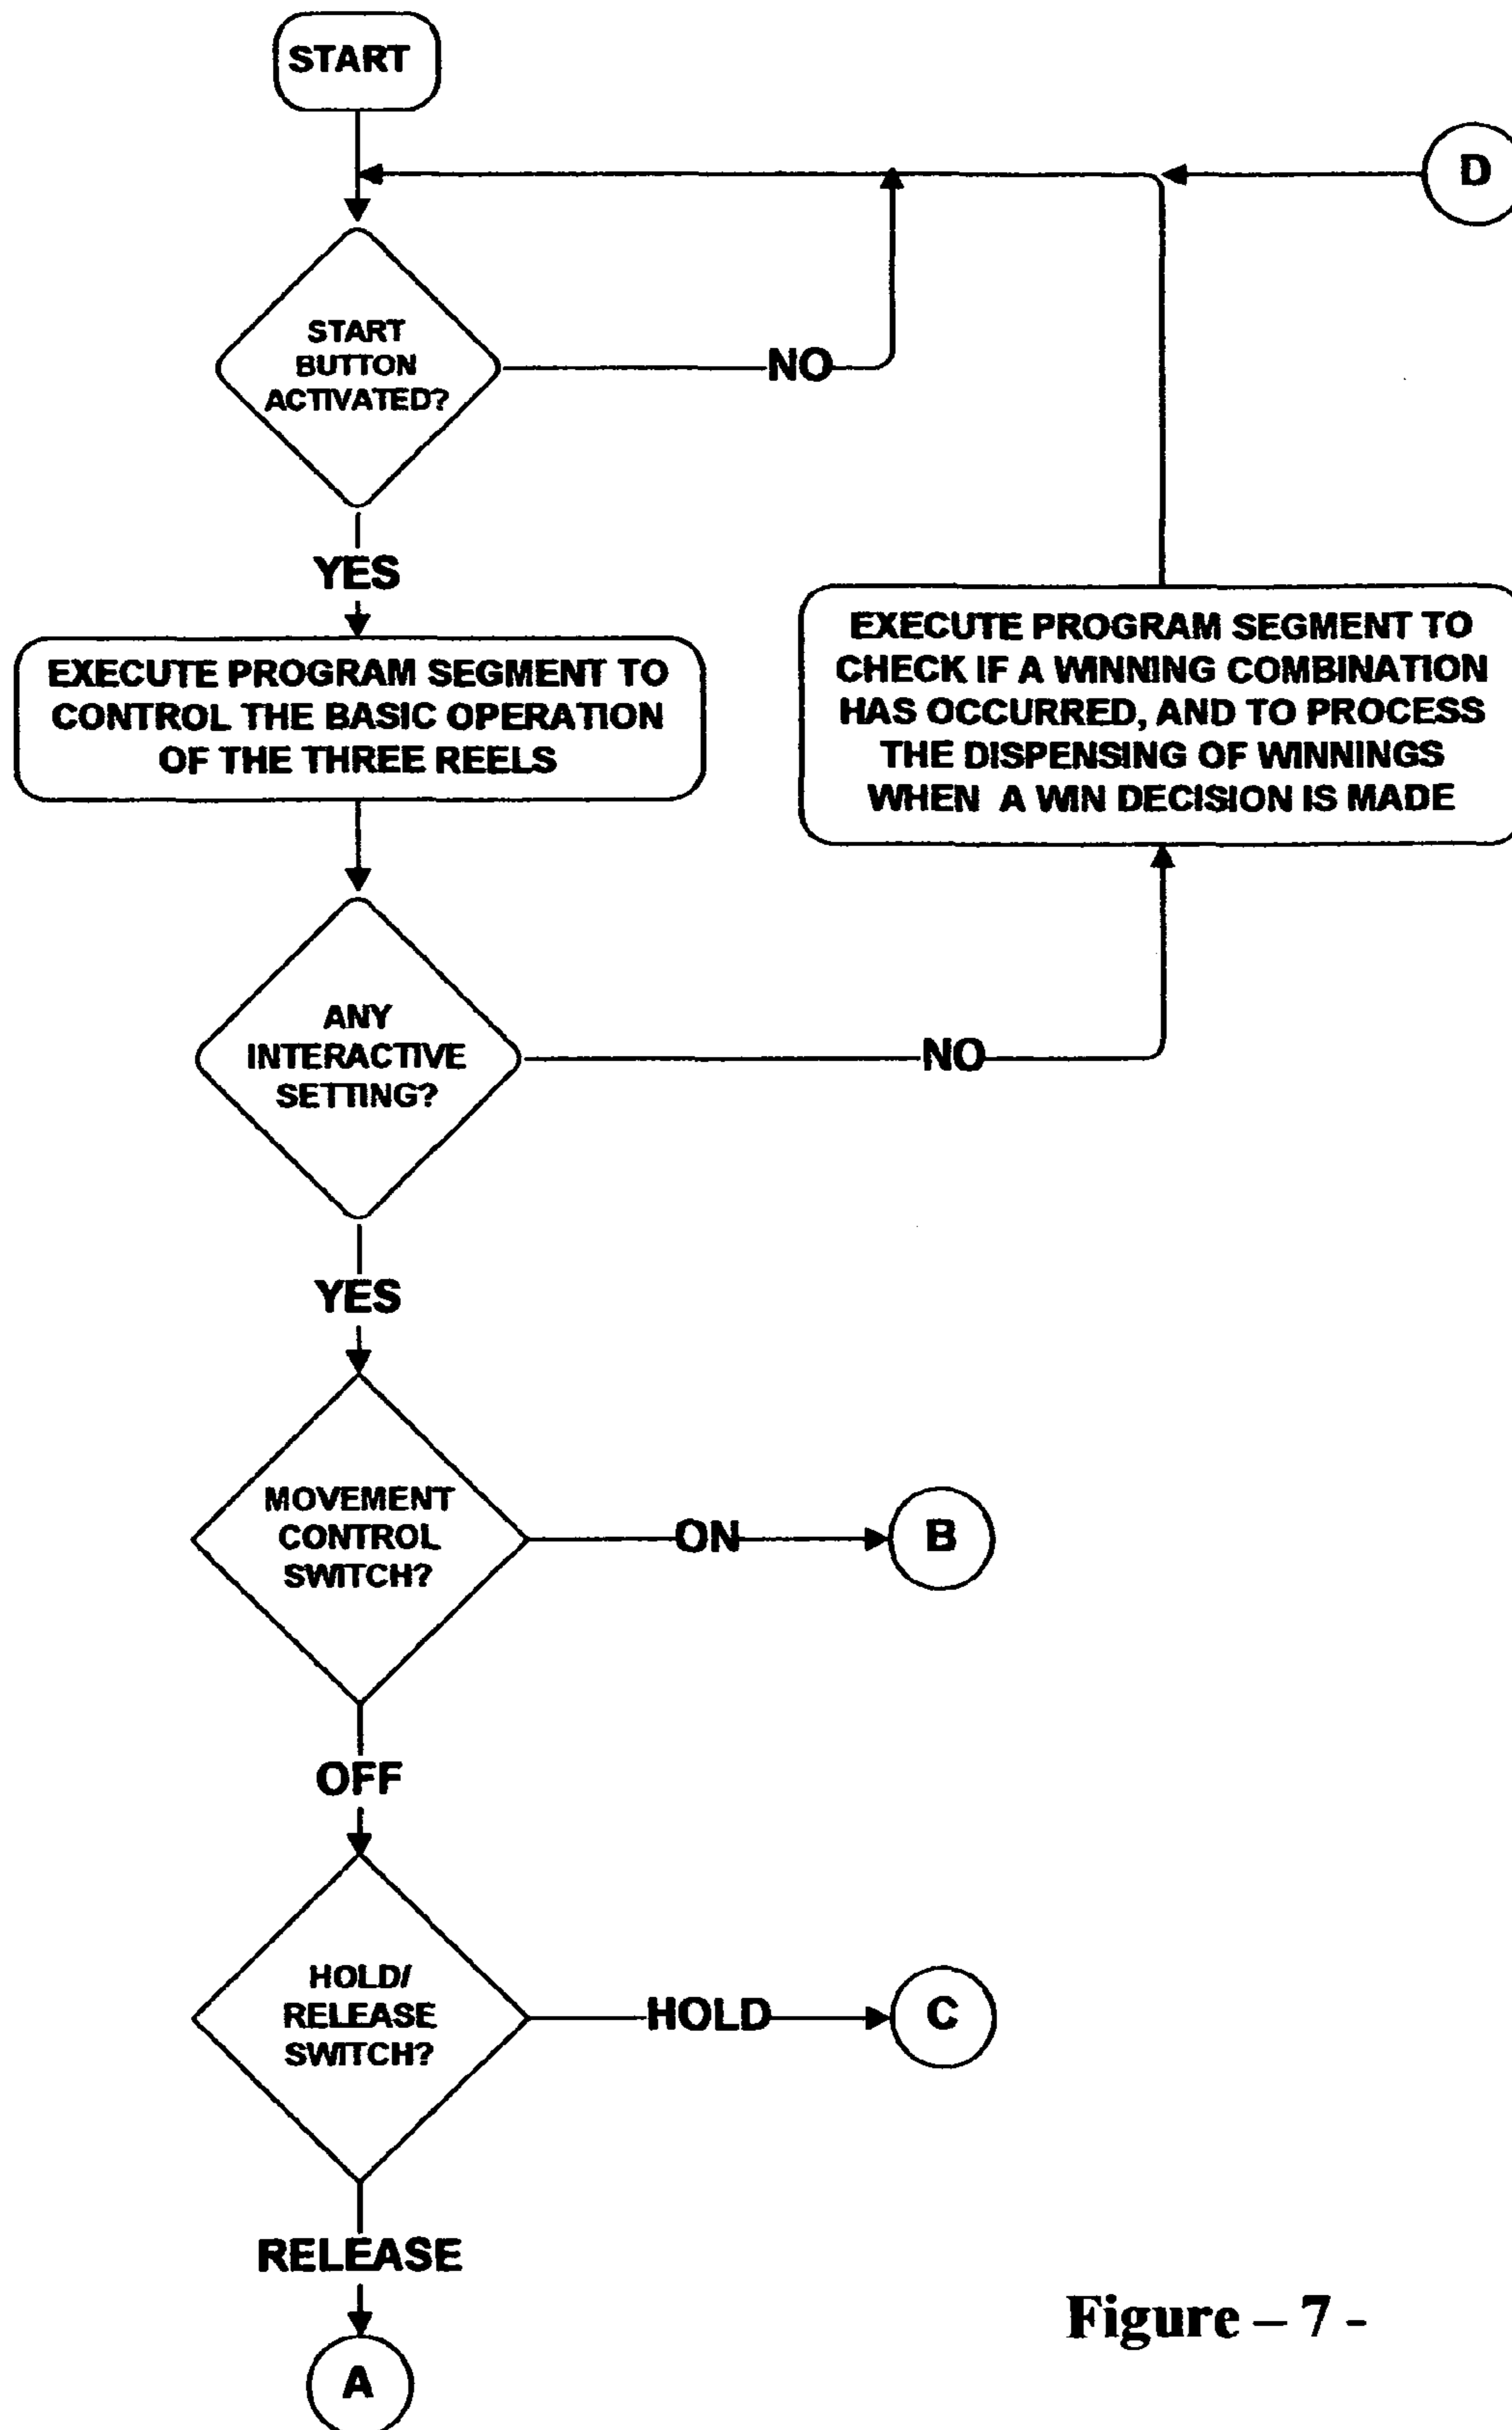 START
D
START
BUTTON
ACTIVATED?
NO
YES
EXECUTE PROGRAM SEGMENT TO
CONTROL THE BASIC OPERATION
OF THE THREE REELS
EXECUTE PROGRAM SEGMENT TO
CHECK IF A WINNING COMBINATION
HAS OCCURRED, AND TO PROCESS
THE DISPENSING OF WINNINGS
WHEN A WIN DECISION IS MADE
ANY
INTERACTIVE
SETTING?
NO
YES
MOVEMENT
CONTROL
SWITCH?
ON
B
OFF
HOLD/
RELEASE
SWITCH?
HOLD
C
RELEASE
A
Figure – 7 -